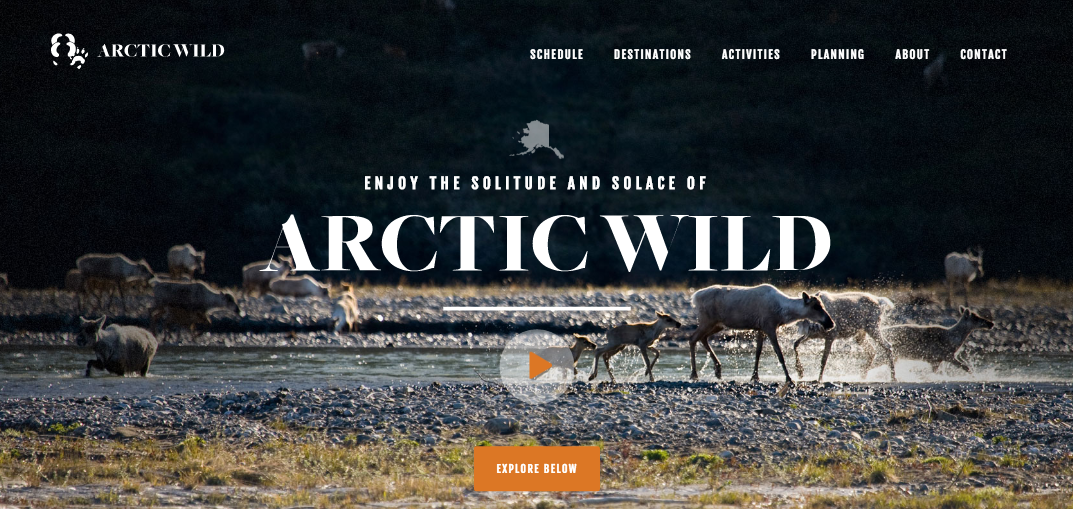 ARCTIC WILD
SCHEDULE DESTINATIONS ACTIVITIES PLANNING ABOUT CONTACT
ENJOY THE SOLITUDE AND SOLACE OF
ARCTIC WILD
EXPLORE BELOW